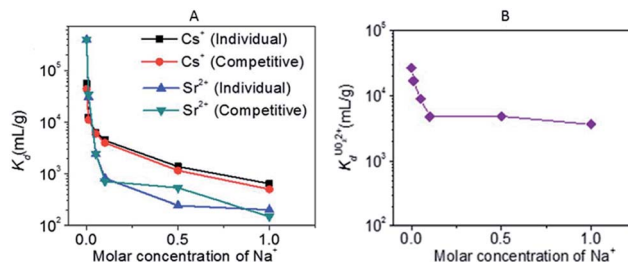 A
Cs⁺ (Individual)
Cs⁺ (Competitive)
Sr²⁺ (Individual)
Sr²⁺ (Competitive)
K_d(mL/g)
10⁵
10⁴
10³
10²
0.0
0.5
1.0
Molar concentration of Na⁺
B
K_d^UO₂²⁺(mL/g)
10⁵
10⁴
10³
10²
0.0
0.5
1.0
Molar concentration of Na⁺